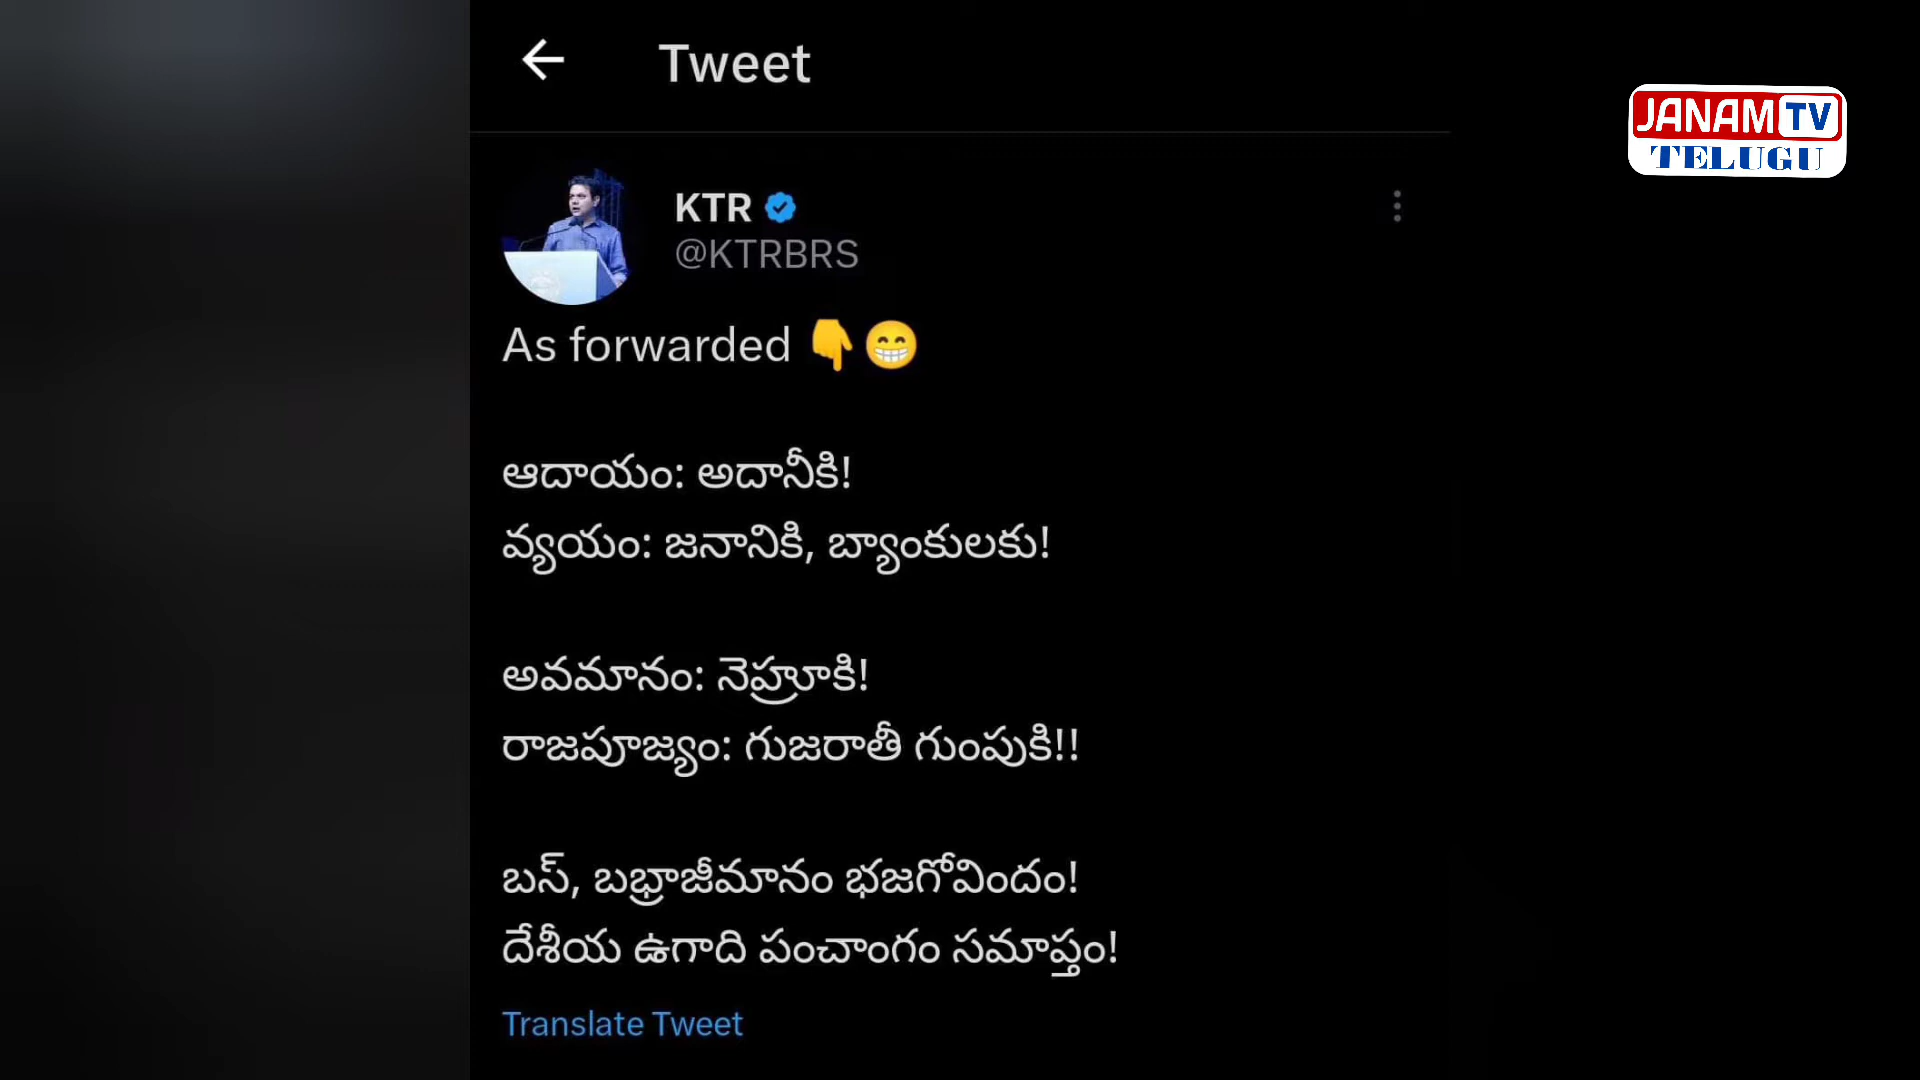 Tweet
JANAM TV
TELUGU
KTR
@KTRBRS
As forwarded 👇😁
ఆదాయం: అదానీకి!
వ్యయం: జనానికి, బ్యాంకులకు!
అవమానం: నెహ్రూకి!
రాజపూజ్యం: గుజరాతీ గుంపుకి!!
బస్, బభ్రాజీమానం భజగోవిందం!
దేశీయ ఉగాది పంచాంగం సమాప్తం!
Translate Tweet